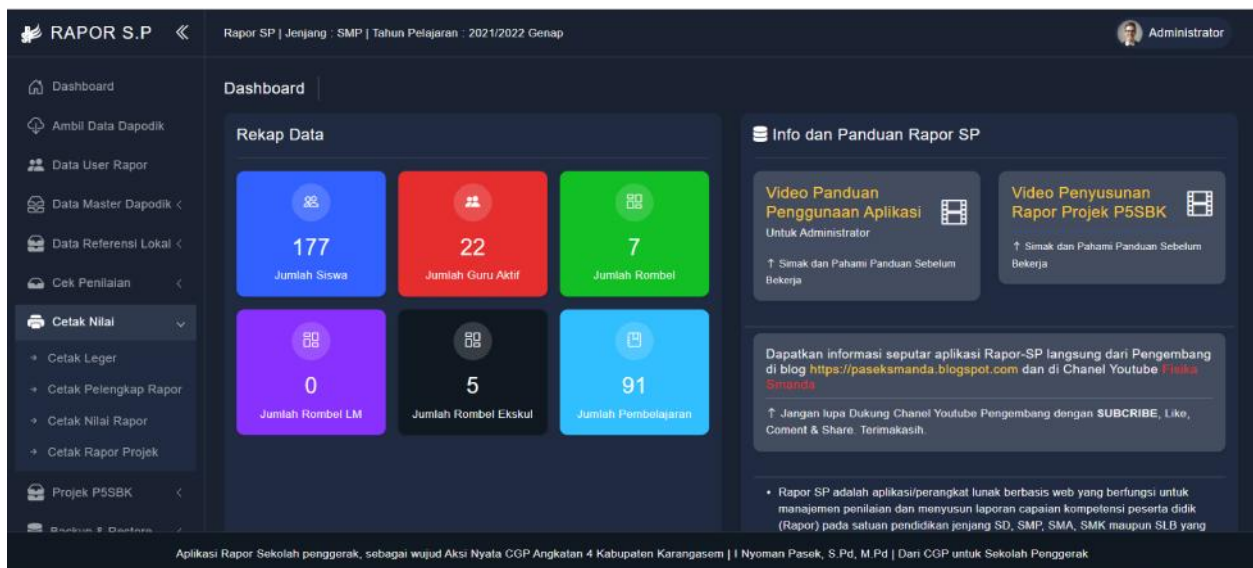 RAPOR S.P
Rapor SP | Jenjang : SMP | Tahun Pelajaran : 2021/2022 Genap
Administrator
Dashboard
Ambil Data Dapodik
Data User Rapor
Data Master Dapodik
Data Referensi Lokal
Cek Penilaian
Cetak Nilai
Cetak Leger
Cetak Pelengkap Rapor
Cetak Nilai Rapor
Cetak Rapor Projek
Projek P5SBK
Backup & Restore
Dashboard
Rekap Data
177
Jumlah Siswa
22
Jumlah Guru Aktif
7
Jumlah Rombel
0
Jumlah Rombel LM
5
Jumlah Rombel Ekskul
91
Jumlah Pembelajaran
Info dan Panduan Rapor SP
Video Panduan
Penggunaan Aplikasi
Untuk Administrator
↑ Simak dan Pahami Panduan Sebelum
Bekerja
Video Penyusunan
Rapor Projek P5SBK
↑ Simak dan Pahami Panduan Sebelum
Bekerja
Dapatkan informasi seputar aplikasi Rapor-SP langsung dari Pengembang
di blog https://paseksmanda.blogspot.com dan di Chanel Youtube Fisika
Smanda
↑ Jangan lupa Dukung Chanel Youtube Pengembang dengan SUBCRIBE, Like,
Coment & Share. Terimakasih.
• Rapor SP adalah aplikasi/perangkat lunak berbasis web yang berfungsi untuk
manajemen penilaian dan menyusun laporan capaian kompetensi peserta didik
(Rapor) pada satuan pendidikan jenjang SD, SMP, SMA, SMK maupun SLB yang
Aplikasi Rapor Sekolah penggerak, sebagai wujud Aksi Nyata CGP Angkatan 4 Kabupaten Karangasem | I Nyoman Pasek, S.Pd, M.Pd | Dari CGP untuk Sekolah Penggerak